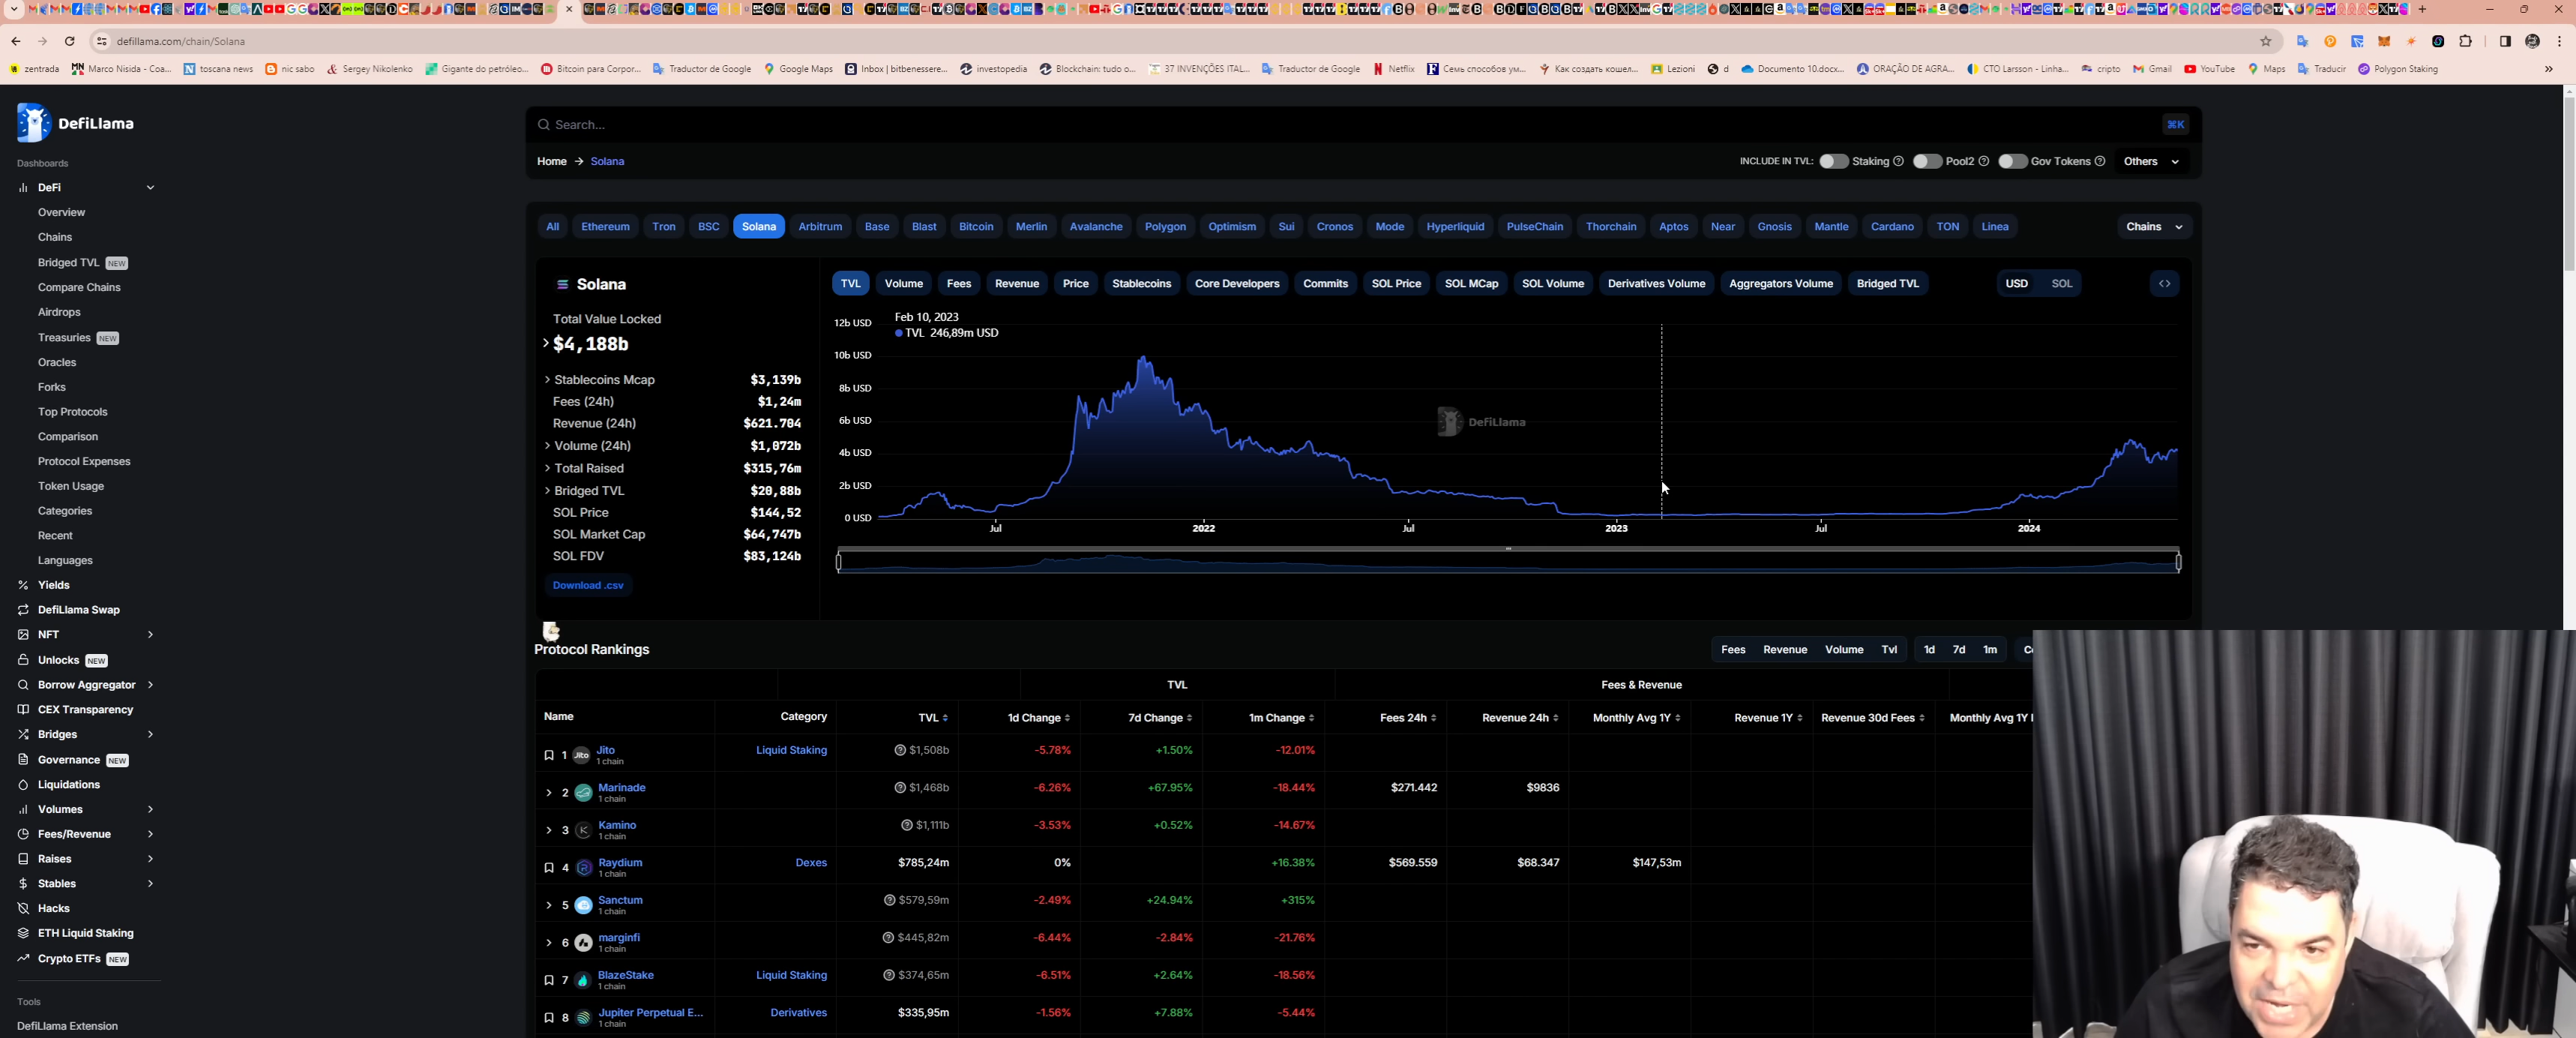 defillama.com/chain/Solana
zentrada
Marco Nisida - Coa...
toscana news
nic sabo
Sergey Nikolenko
Gigante do petróleo...
Bitcoin para Corpor...
Traductor de Google
Google Maps
Inbox | bitbenessere...
investopedia
Blockchain: tudo o...
37 INVENÇÕES ITAL...
Traductor de Google
Netflix
Семь способов ум...
Как создать кошел...
Lezioni
d
Documento 10.docx...
ORAÇÃO DE AGRA...
CTO Larsson - Linha...
cripto
Gmail
YouTube
Maps
Traducir
Polygon Staking
»
DefiLlama
Dashboards
DeFi
Overview
Chains
Bridged TVL NEW
Compare Chains
Airdrops
Treasuries NEW
Oracles
Forks
Top Protocols
Comparison
Protocol Expenses
Token Usage
Categories
Recent
Languages
Yields
DefiLlama Swap
NFT
Unlocks NEW
Borrow Aggregator
CEX Transparency
Bridges
Governance NEW
Liquidations
Volumes
Fees/Revenue
Raises
Stables
Hacks
ETH Liquid Staking
Crypto ETFs NEW
Tools
DefiLlama Extension
Search...
⌘K
Home → Solana
INCLUDE IN TVL: Staking Pool2 Gov Tokens Others
All Ethereum Tron BSC Solana Arbitrum Base Blast Bitcoin Merlin Avalanche Polygon Optimism Sui Cronos Mode Hyperliquid PulseChain Thorchain Aptos Near Gnosis Mantle Cardano TON Linea Chains
Solana
Total Value Locked
$4,188b
Stablecoins Mcap $3,139b
Fees (24h) $1,24m
Revenue (24h) $621.704
Volume (24h) $1,072b
Total Raised $315,76m
Bridged TVL $20,88b
SOL Price $144,52
SOL Market Cap $64,747b
SOL FDV $83,124b
Download .csv
TVL Volume Fees Revenue Price Stablecoins Core Developers Commits SOL Price SOL MCap SOL Volume Derivatives Volume Aggregators Volume Bridged TVL USD SOL
Feb 10, 2023
TVL 246,89m USD
12b USD
10b USD
8b USD
6b USD
4b USD
2b USD
0 USD
DefiLlama
Jul 2022 Jul 2023 Jul 2024
Protocol Rankings
Fees Revenue Volume Tvl 1d 7d 1m
TVL Fees & Revenue
Name Category TVL 1d Change 7d Change 1m Change Fees 24h Revenue 24h Monthly Avg 1Y Revenue 1Y Revenue 30d Fees Monthly Avg 1Y
1 Jito Liquid Staking $1,508b -5.78% +1.50% -12.01%
1 chain
2 Marinade $1,468b -6.26% +67.95% -18.44% $271.442 $9836
1 chain
3 Kamino $1,111b -3.53% +0.52% -14.67%
1 chain
4 Raydium Dexes $785,24m 0% +16.38% $569.559 $68.347 $147,53m
1 chain
5 Sanctum $579,59m -2.49% +24.94% +315%
1 chain
6 marginfi $445,82m -6.44% -2.84% -21.76%
1 chain
7 BlazeStake Liquid Staking $374,65m -6.51% +2.64% -18.56%
1 chain
8 Jupiter Perpetual E... Derivatives $335,95m -1.56% +7.88% -5.44%
1 chain